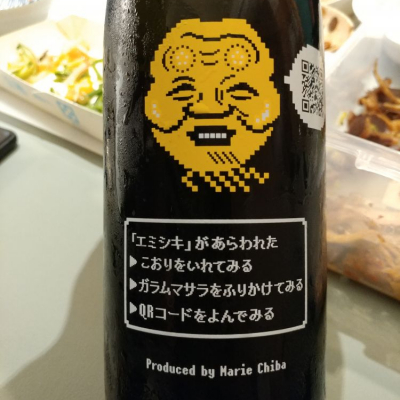 「エミシキ」があらわれた
▶こおりをいれてみる
▶ガラムマサラをふりかけてみる
▶QRコードをよんでみる
Produced by Marie Chiba